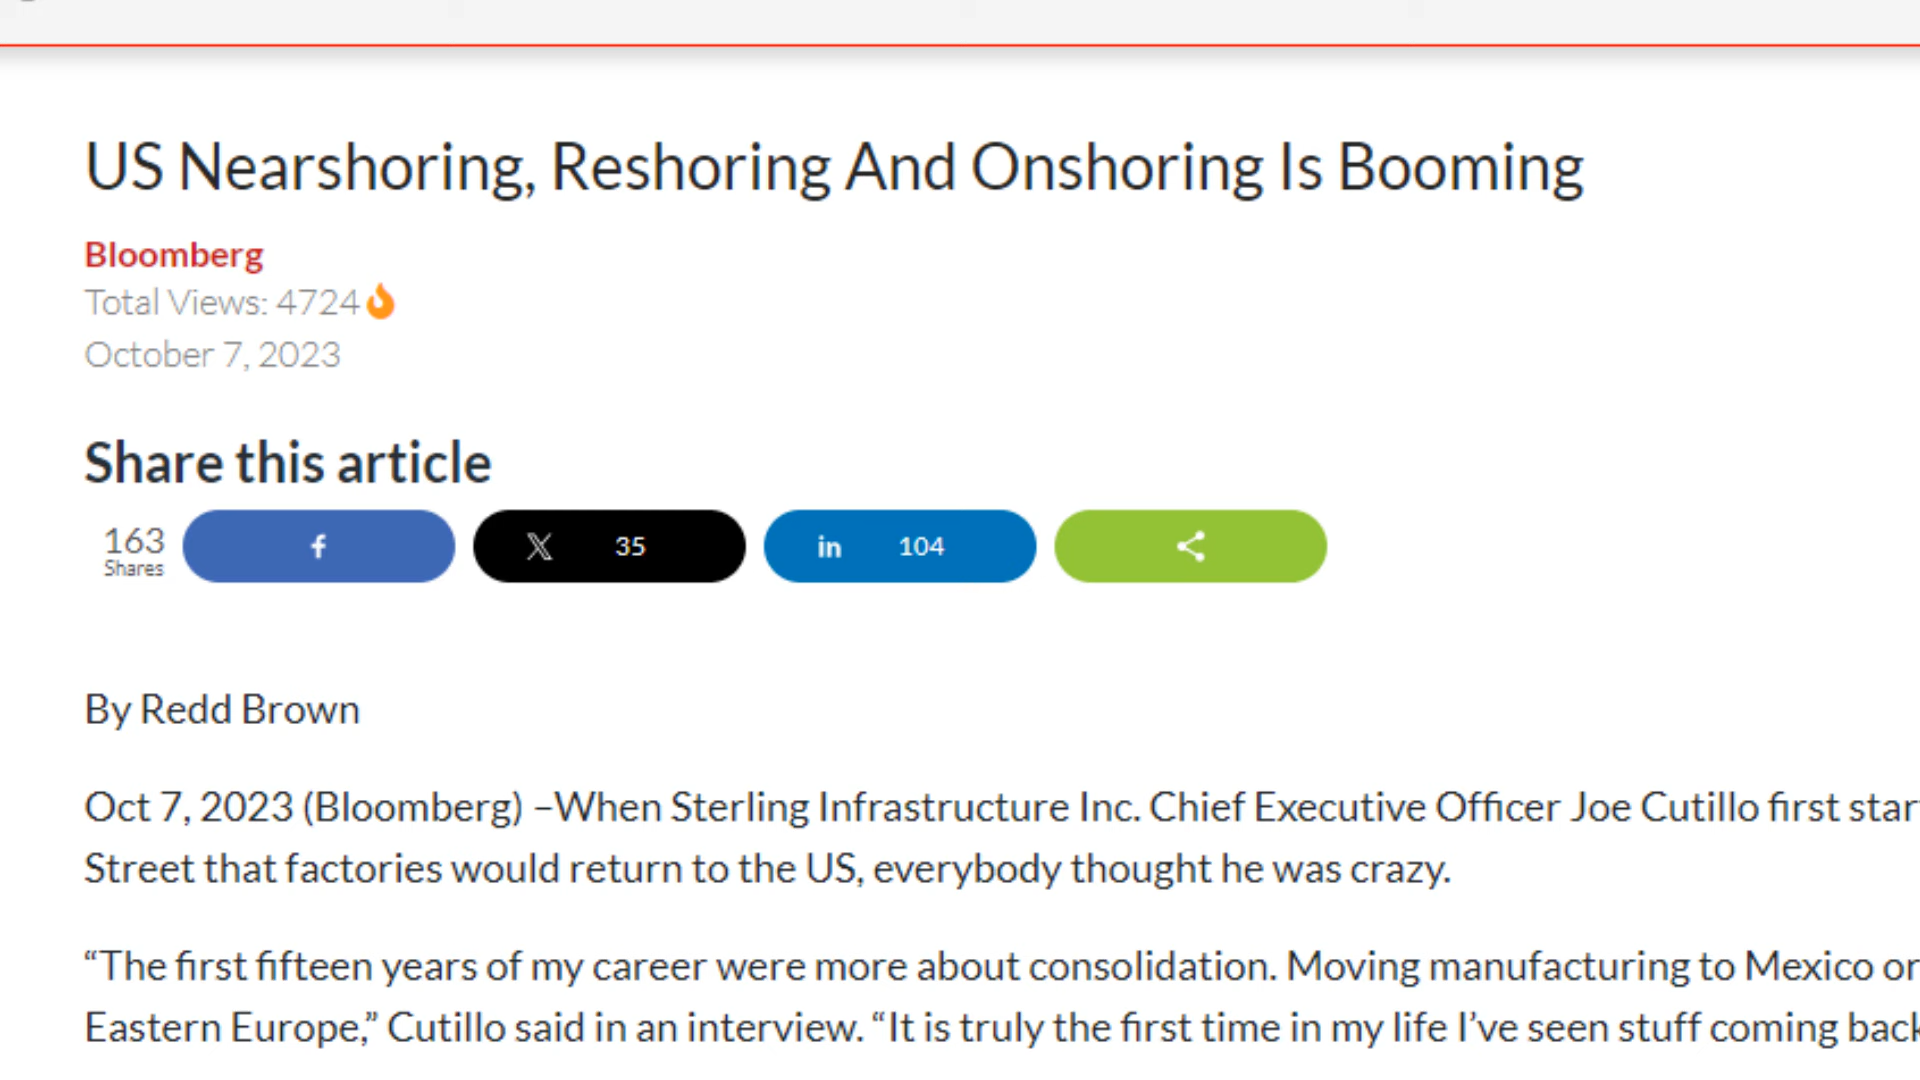 US Nearshoring, Reshoring And Onshoring Is Booming
Bloomberg
Total Views: 4724
October 7, 2023
Share this article
163
Shares
f
X 35
in 104
By Redd Brown
Oct 7, 2023 (Bloomberg) –When Sterling Infrastructure Inc. Chief Executive Officer Joe Cutillo first
Street that factories would return to the US, everybody thought he was crazy.
“The first fifteen years of my career were more about consolidation. Moving manufacturing to Mexico or
Eastern Europe,” Cutillo said in an interview. “It is truly the first time in my life I’ve seen stuff coming back